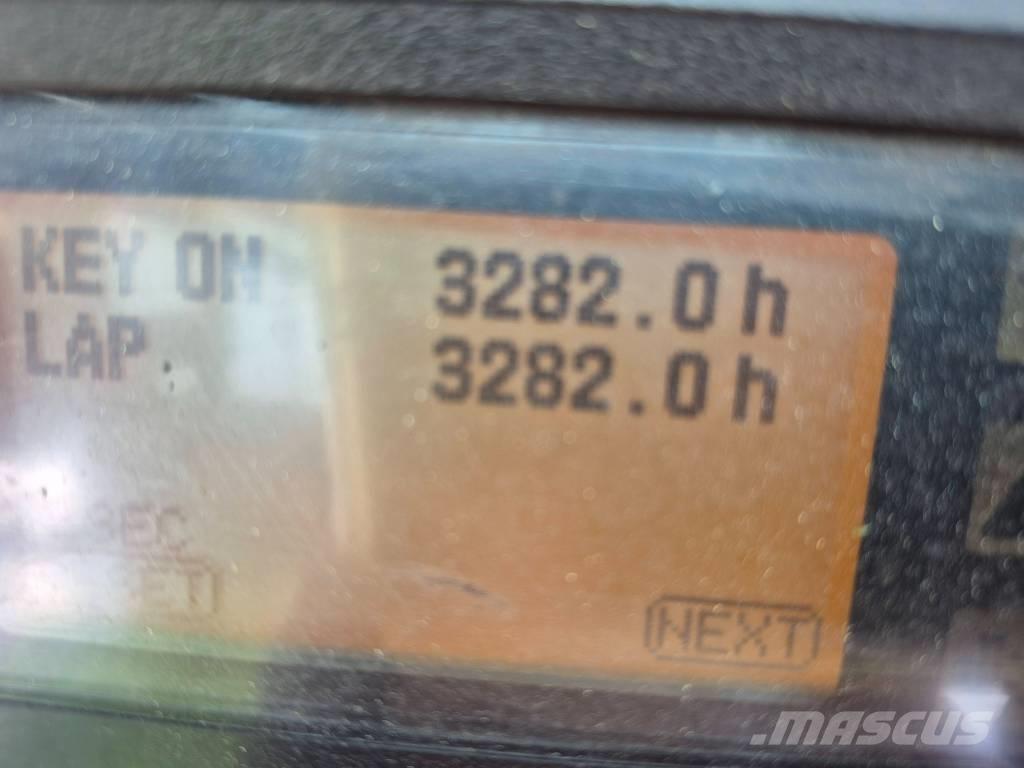 KEY ON 3282.0 h
LAP 3282.0 h
NEXT
MASCUS